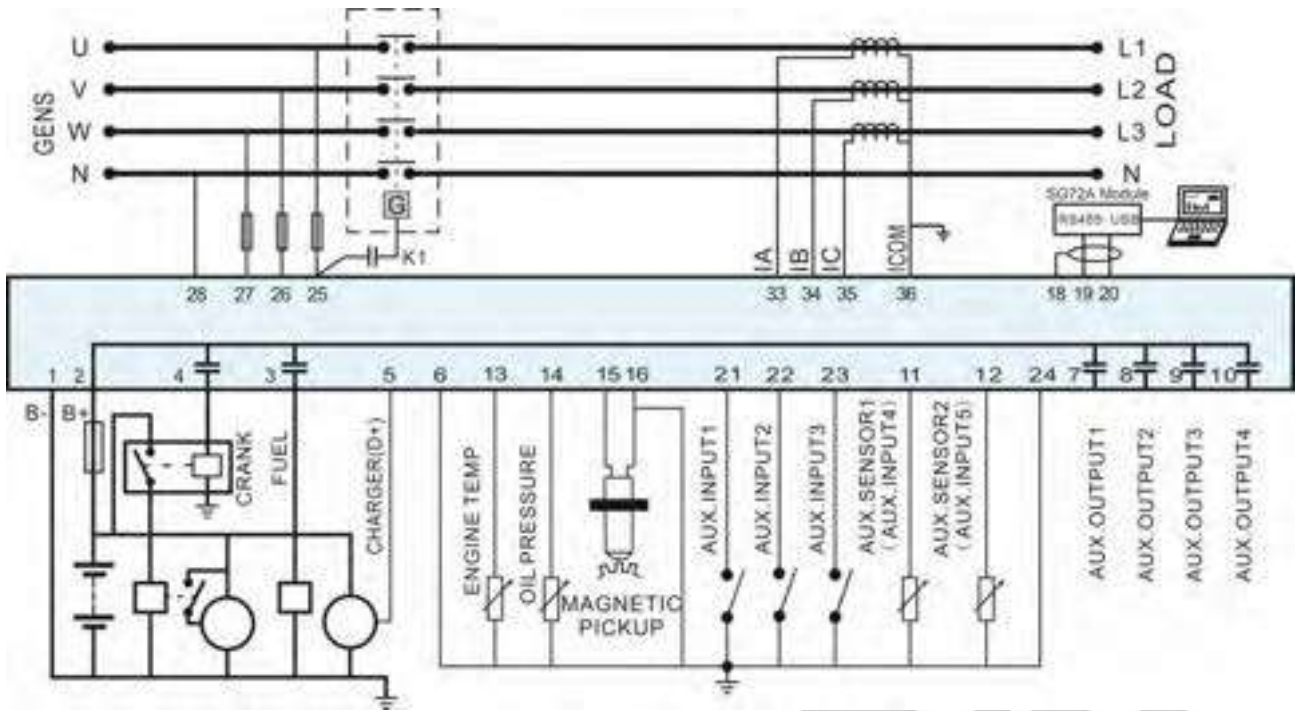 U
L1
V
L2
GENS
W
L3
LOAD
N
N
SG72A Module
RS485 USB
G
K1
IA
IB
IC
ICOM
28 27 26 25
33 34 35 36
18 19 20
1 2 4 3 5 6 13 14 15 16 21 22 23 11 12 24 7 8 9 10
B- B+
CRANK
FUEL
CHARGER(D+)
ENGINE TEMP
OIL PRESSURE
MAGNETIC
PICKUP
AUX.INPUT1
AUX.INPUT2
AUX.INPUT3
AUX.SENSOR1
(AUX.INPUT4)
AUX.SENSOR2
(AUX.INPUT5)
AUX.OUTPUT1
AUX.OUTPUT2
AUX.OUTPUT3
AUX.OUTPUT4